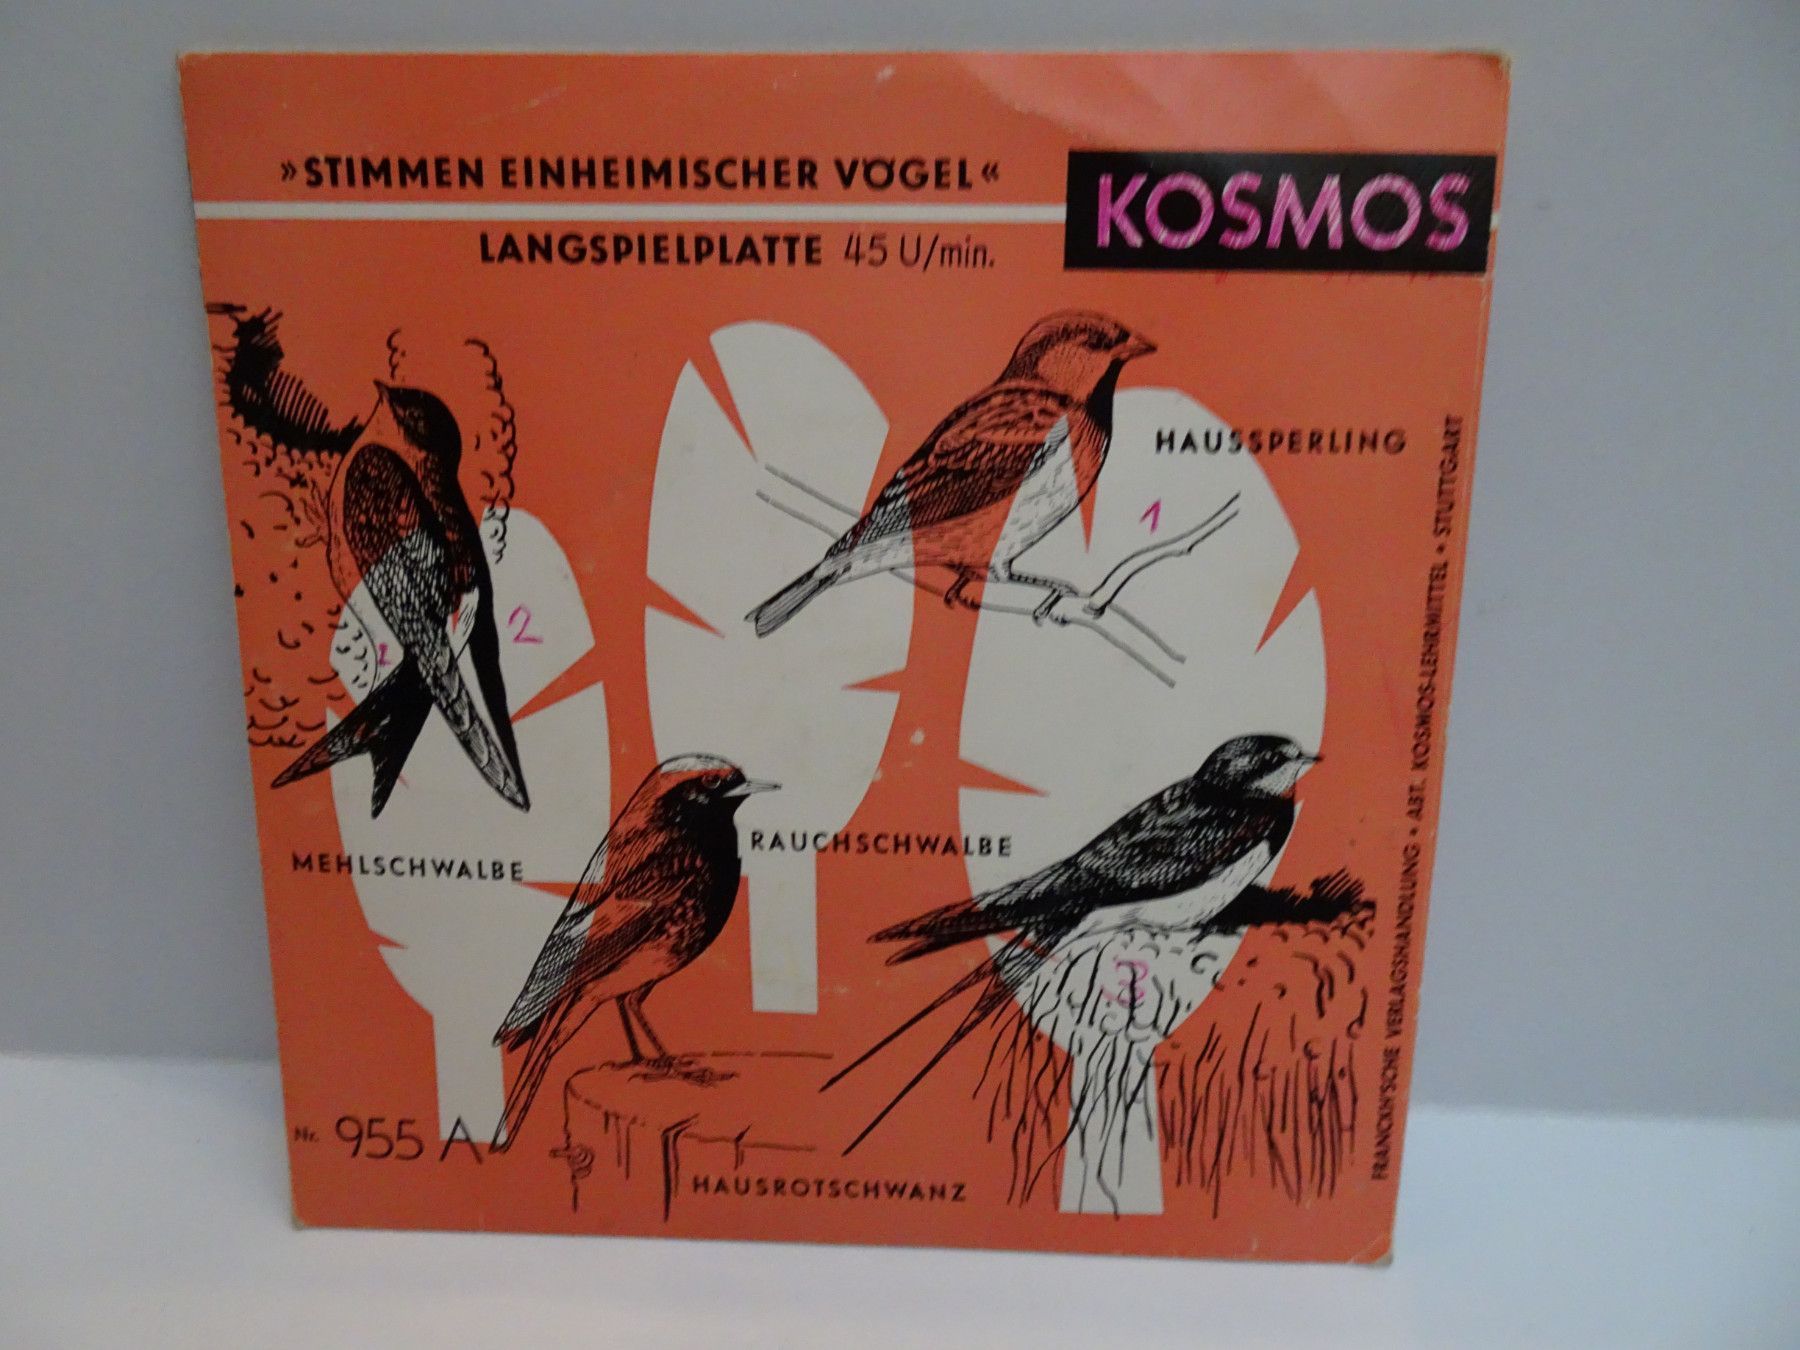 »STIMMEN EINHEIMISCHER VÖGEL«
KOSMOS
LANGSPIELPLATTE 45 U/min.
HAUSSPERLING
1
2
2
MEHLSCHWALBE
RAUCHSCHWALBE
Nr. 955 A
HAUSROTSCHWANZ
FRANCKH'SCHE VERLAGSHANDLUNG • ABT. KOSMOS-LEHRMITTEL • STUTTGART